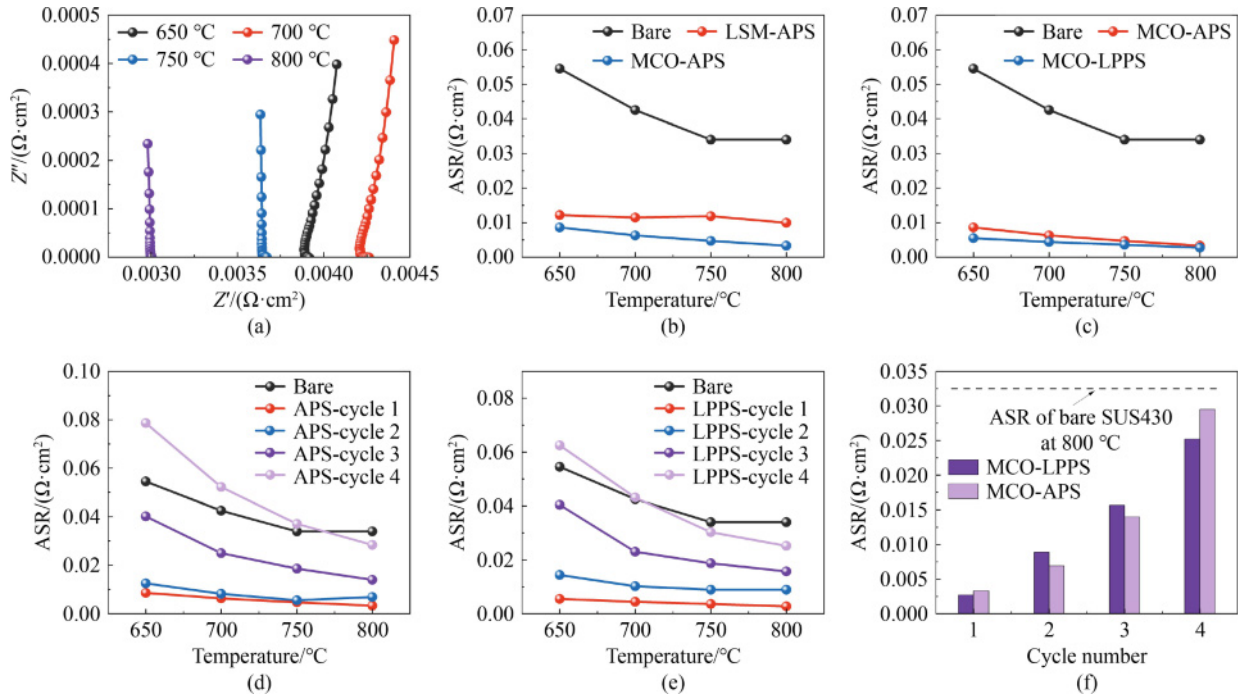 0.0005
0.0004
0.0003
0.0002
0.0001
0.0000
Z''/(Ω·cm²)
650 ℃
700 ℃
750 ℃
800 ℃
0.0030
0.0035
0.0040
0.0045
Z'/(Ω·cm²)
(a)
0.07
0.06
0.05
0.04
0.03
0.02
0.01
0
ASR/(Ω·cm²)
Bare
LSM-APS
MCO-APS
650
700
750
800
Temperature/℃
(b)
0.07
0.06
0.05
0.04
0.03
0.02
0.01
0
ASR/(Ω·cm²)
Bare
MCO-APS
MCO-LPPS
650
700
750
800
Temperature/℃
(c)
0.10
0.08
0.06
0.04
0.02
0.00
ASR/(Ω·cm²)
Bare
APS-cycle 1
APS-cycle 2
APS-cycle 3
APS-cycle 4
650
700
750
800
Temperature/℃
(d)
0.08
0.06
0.04
0.02
0.00
ASR/(Ω·cm²)
Bare
LPPS-cycle 1
LPPS-cycle 2
LPPS-cycle 3
LPPS-cycle 4
650
700
750
800
Temperature/℃
(e)
0.035
0.030
0.025
0.020
0.015
0.010
0.005
0.000
ASR/(Ω·cm²)
ASR of bare SUS430
at 800 ℃
MCO-LPPS
MCO-APS
1
2
3
4
Cycle number
(f)